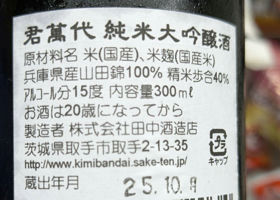 君萬代 純米大吟醸酒
原材料名 米(国産)、米麹(国産米)
兵庫県産山田錦100% 精米歩合40%
アルコール分15度 内容量300ml
お酒は20歳になってから
製造者 株式会社田中酒造店
茨城県取手市取手2-13-35
http://www.kimibandai.sake-ten.jp/
プラ
キャップ
蔵出年月 25.10.